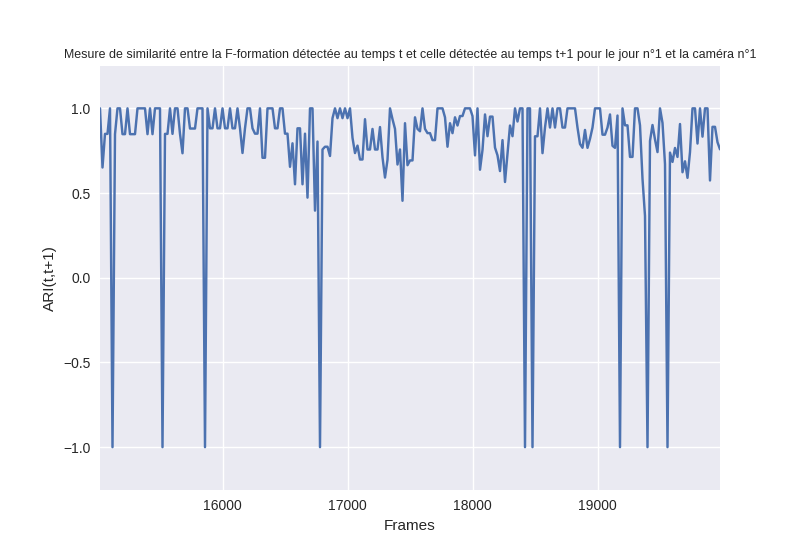 Mesure de similarité entre la F-formation détectée au temps t et celle détectée au temps t+1 pour le jour n°1 et la caméra n°1
1.0
0.5
0.0
−0.5
−1.0
ARI(t,t+1)
16000 17000 18000 19000
Frames